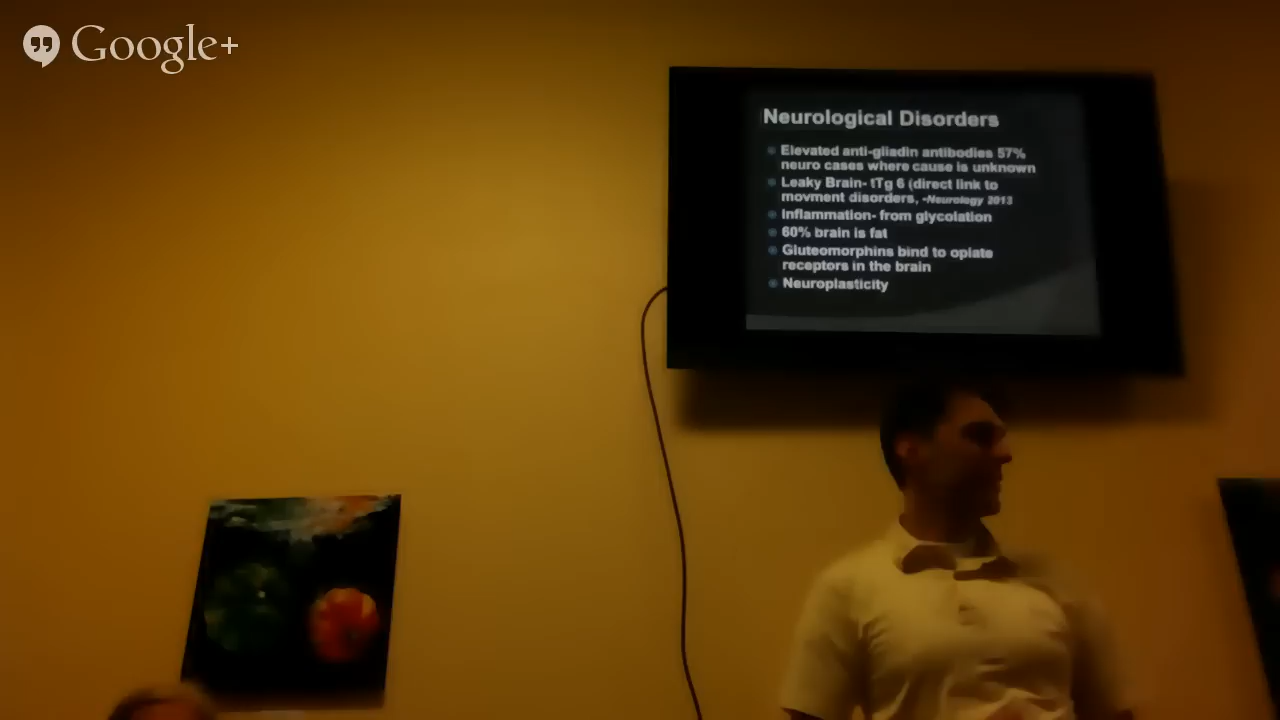 Google+
Neurological Disorders
Elevated anti-gliadin antibodies 57%
neuro cases where cause is unknown
Leaky Brain- tTg 6 (direct link to
movment disorders, -Neurology 2013
Inflammation- from glycolation
60% brain is fat
Gluteomorphins bind to opiate
receptors in the brain
Neuroplasticity